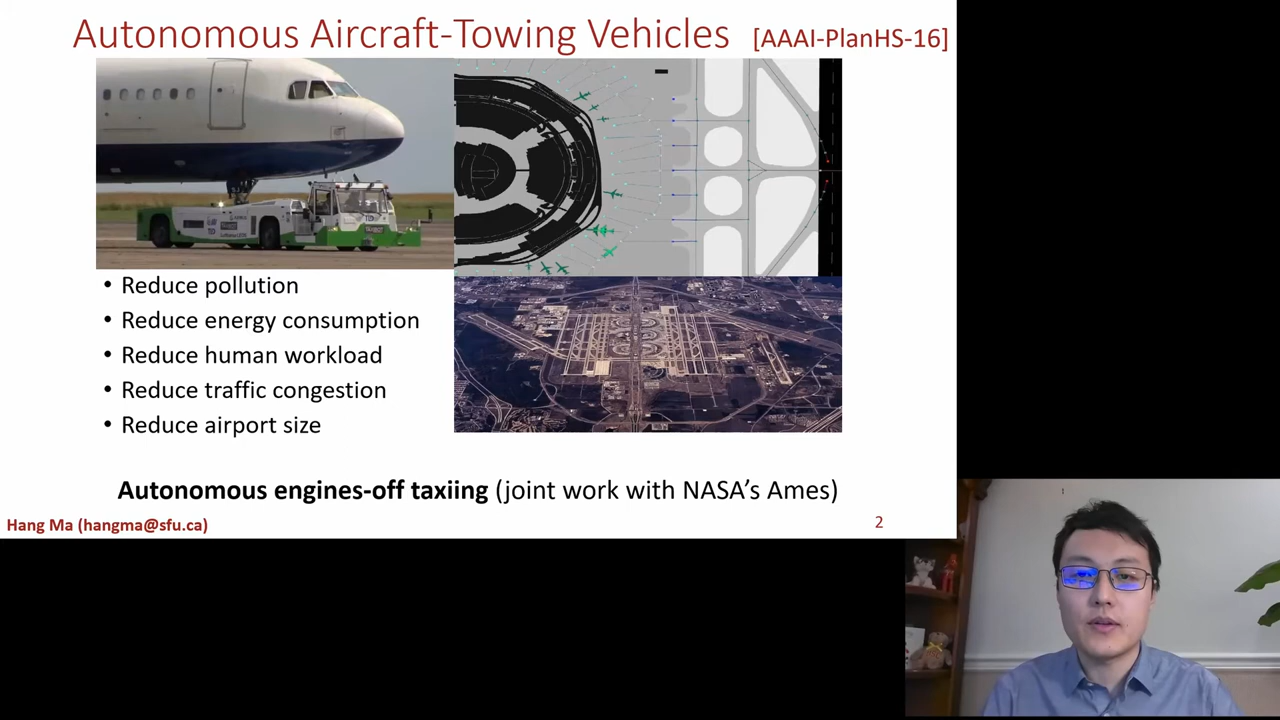 Autonomous Aircraft-Towing Vehicles [AAAI-PlanHS-16]
• Reduce pollution
• Reduce energy consumption
• Reduce human workload
• Reduce traffic congestion
• Reduce airport size
Autonomous engines-off taxiing (joint work with NASA's Ames)
Hang Ma (hangma@sfu.ca)
2